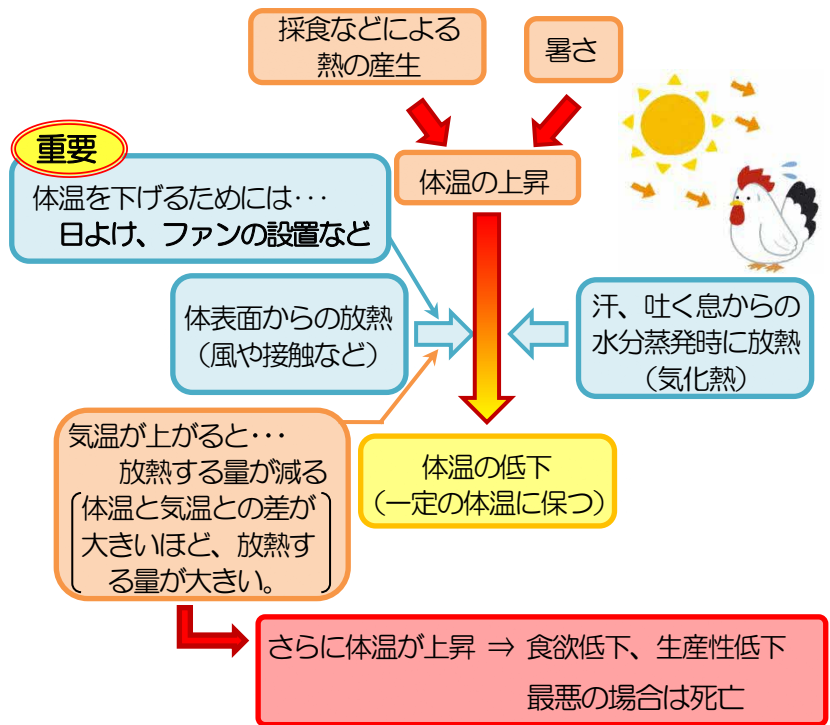 採食などによる
熱の産生
暑さ
重要
体温の上昇
体温を下げるためには･･･
日よけ、ファンの設置など
体表面からの放熱
（風や接触など）
汗、吐く息からの
水分蒸発時に放熱
（気化熱）
気温が上がると･･･
放熱する量が減る
体温と気温との差が
大きいほど、放熱す
る量が大きい。
体温の低下
（一定の体温に保つ）
さらに体温が上昇 ⇒ 食欲低下、生産性低下
最悪の場合は死亡